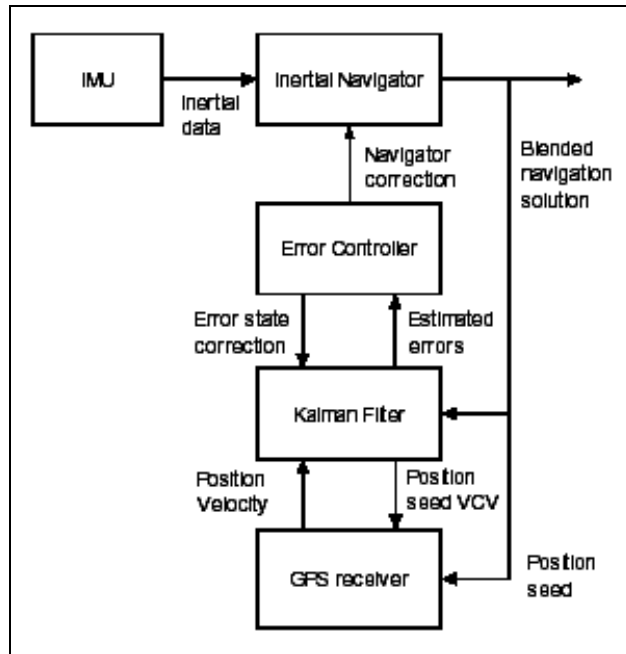 IMU
Inertial
data
Inertial Navigator
Navigator
correction
Blended
navigation
solution
Error Controller
Error state
correction
Estimated
errors
Kalman Filter
Position
Velocity
Position
seed VCV
GPS receiver
Position
seed